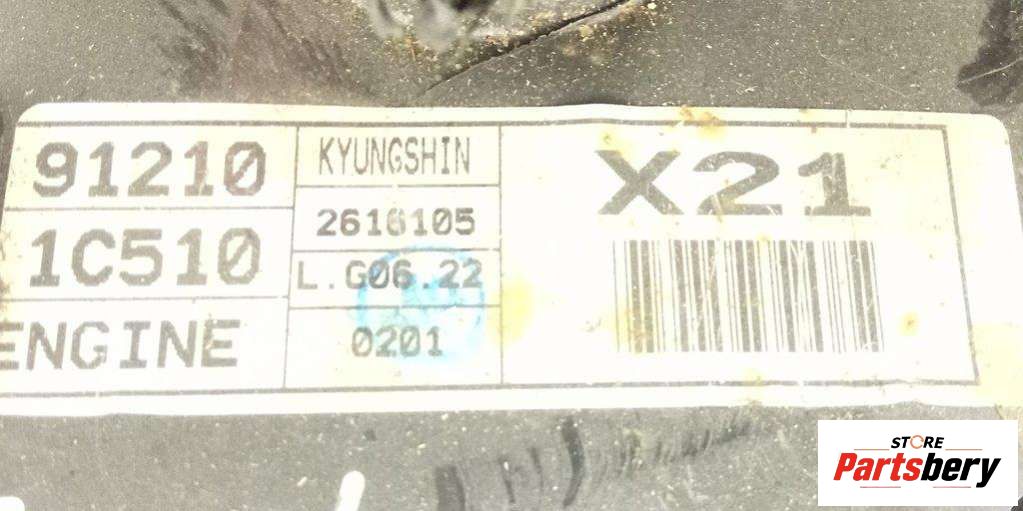 91210
1C510
ENGINE
KYUNGSHIN
2616105
L.G06.22
0201
X21
STORE
Partsbery